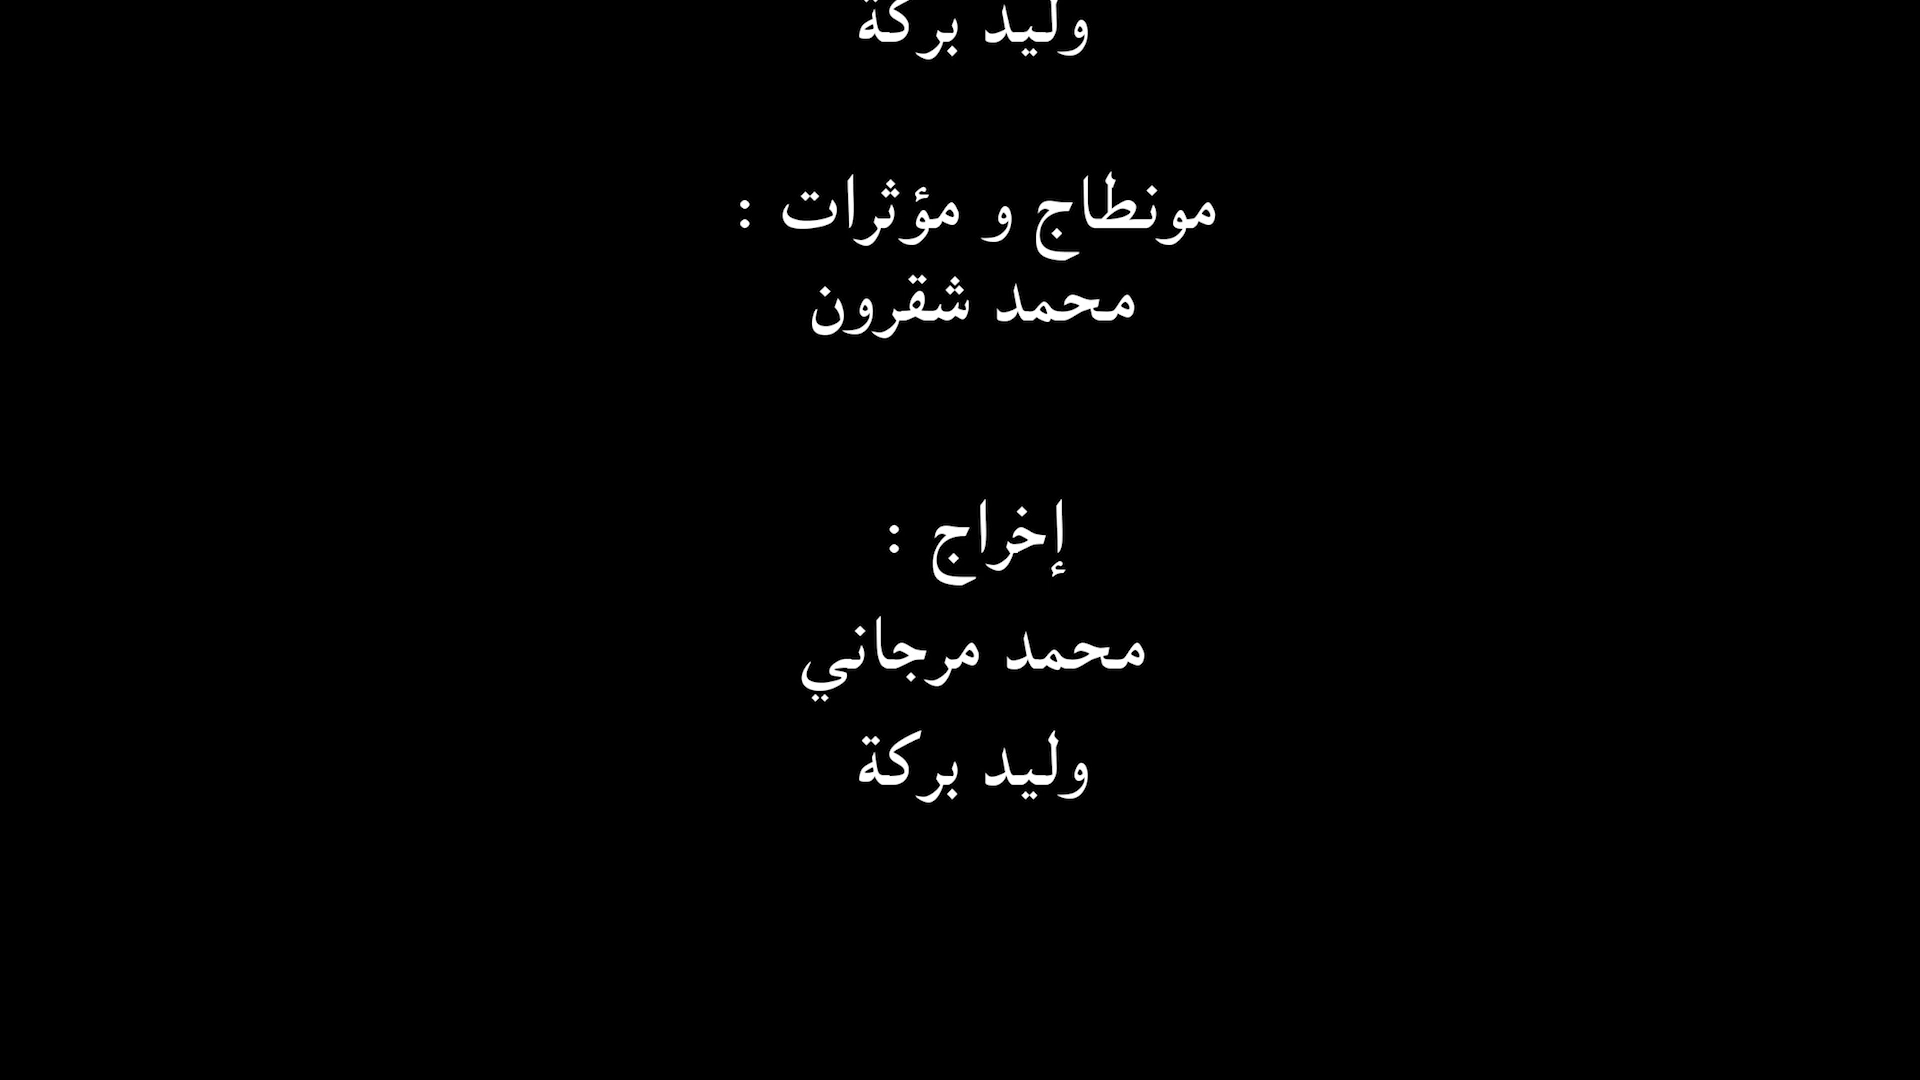 وليد بركة
مونطاج و مؤثرات :
محمد شقرون
إخراج :
محمد مرجاني
وليد بركة